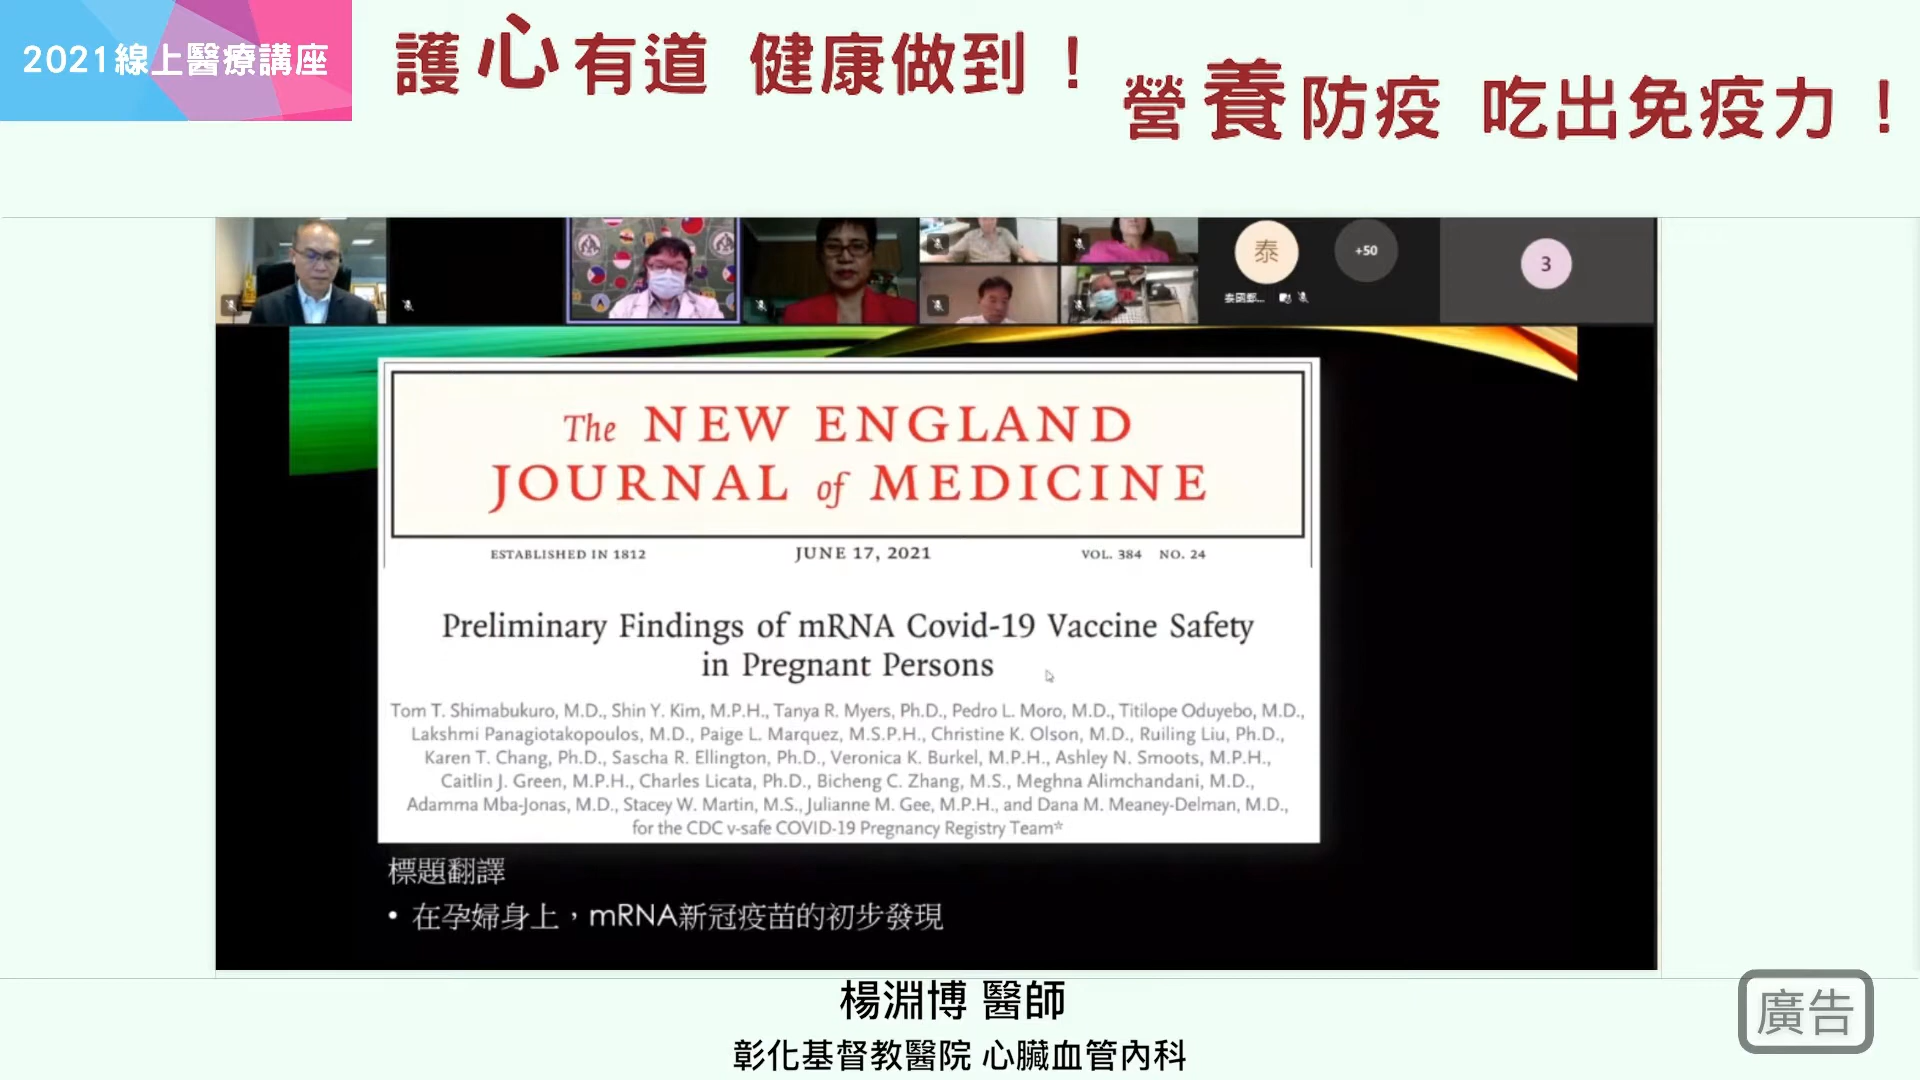 2021線上醫療講座
護心有道 健康做到！
營養防疫 吃出免疫力！
泰
+50
3
The NEW ENGLAND
JOURNAL of MEDICINE
ESTABLISHED IN 1812 JUNE 17, 2021 VOL. 384 NO. 24
Preliminary Findings of mRNA Covid-19 Vaccine Safety
in Pregnant Persons
Tom T. Shimabukuro, M.D., Shin Y. Kim, M.P.H., Tanya R. Myers, Ph.D., Pedro L. Moro, M.D., Titilope Oduyebo, M.D.,
Lakshmi Panagiotakopoulos, M.D., Paige L. Marquez, M.S.P.H., Christine K. Olson, M.D., Ruiling Liu, Ph.D.,
Karen T. Chang, Ph.D., Sascha R. Ellington, Ph.D., Veronica K. Burkel, M.P.H., Ashley N. Smoots, M.P.H.,
Caitlin J. Green, M.P.H., Charles Licata, Ph.D., Bicheng C. Zhang, M.S., Meghna Alimchandani, M.D.,
Adamma Mba-Jonas, M.D., Stacey W. Martin, M.S., Julianne M. Gee, M.P.H., and Dana M. Meaney-Delman, M.D.,
for the CDC v-safe COVID-19 Pregnancy Registry Team*
標題翻譯
• 在孕婦身上，mRNA新冠疫苗的初步發現
楊淵博 醫師
彰化基督教醫院 心臟血管內科
廣告